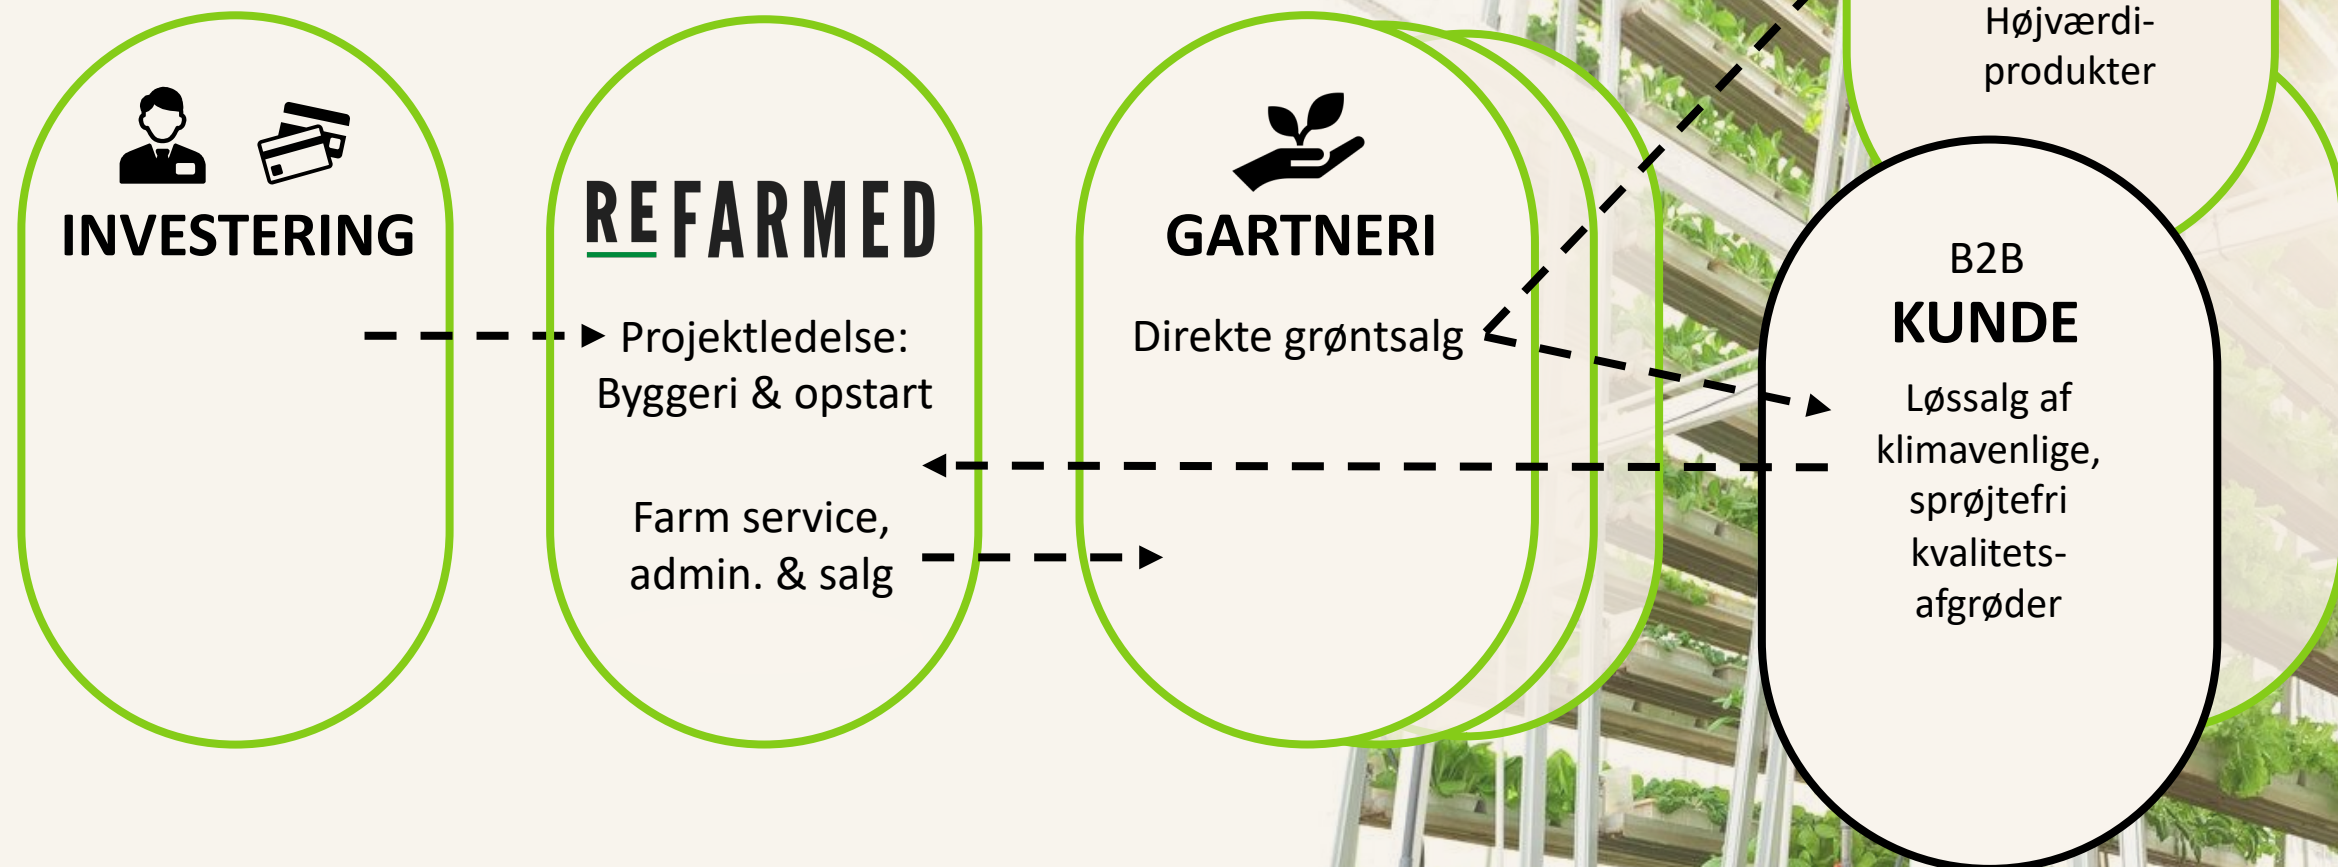 INVESTERING
REFARMED
Projektledelse:
Byggeri & opstart
Farm service,
admin. & salg
GARTNERI
Direkte grøntsalg
Højværdi-
produkter
B2B
KUNDE
Løssalg af
klimavenlige,
sprøjtefri
kvalitets-
afgrøder